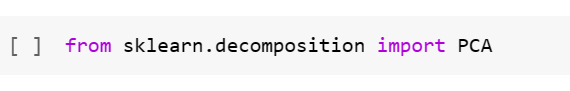 [ ] from sklearn.decomposition import PCA